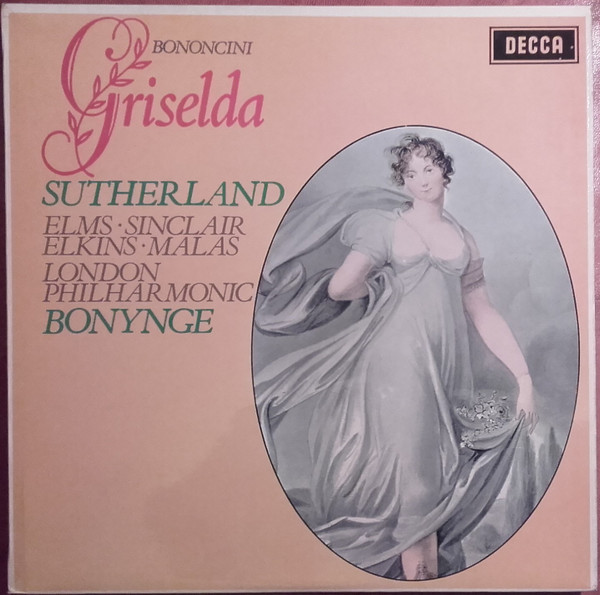 BONONCINI
DECCA
Griselda
SUTHERLAND
ELMS · SINCLAIR
ELKINS · MALAS
LONDON
PHILHARMONIC
BONYNGE